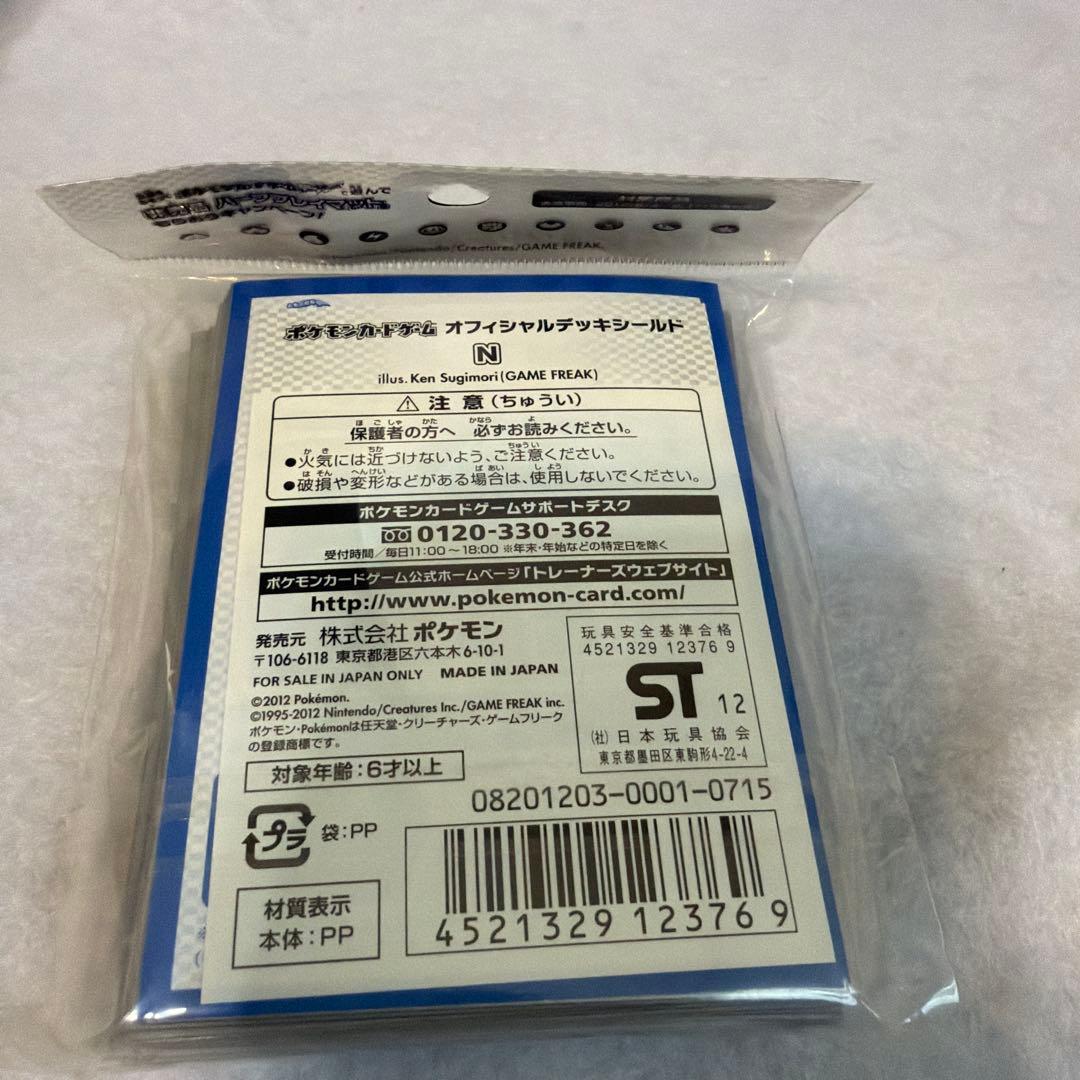 ハーフプレイマット
Nintendo/Creatures/GAME FREAK
ポケモンカードゲーム オフィシャルデッキシールド
N
illus. Ken Sugimori (GAME FREAK)
注意(ちゅうい)
保護者の方へ 必ずお読みください。
●火気には近づけないよう、ご注意ください。
●破損や変形などがある場合は、使用しないでください。
ポケモンカードゲームサポートデスク
0120-330-362
受付時間/毎日11:00~18:00 ※年末・年始などの特定日を除く
ポケモンカードゲーム公式ホームページ「トレーナーズウェブサイト」
http://www.pokemon-card.com/
発売元 株式会社 ポケモン
〒106-6118 東京都港区六本木6-10-1
FOR SALE IN JAPAN ONLY MADE IN JAPAN
©2012 Pokémon.
©1995-2012 Nintendo/Creatures Inc./GAME FREAK inc.
ポケモン・Pokémonは任天堂・クリーチャーズ・ゲームフリーク
の登録商標です。
玩具安全基準合格
4521329 12376 9
ST 12
(社)日本玩具協会
東京都墨田区東駒形4-22-4
対象年齢:6才以上
08201203-0001-0715
プラ 袋:PP
材質表示
本体:PP
4521329 123769